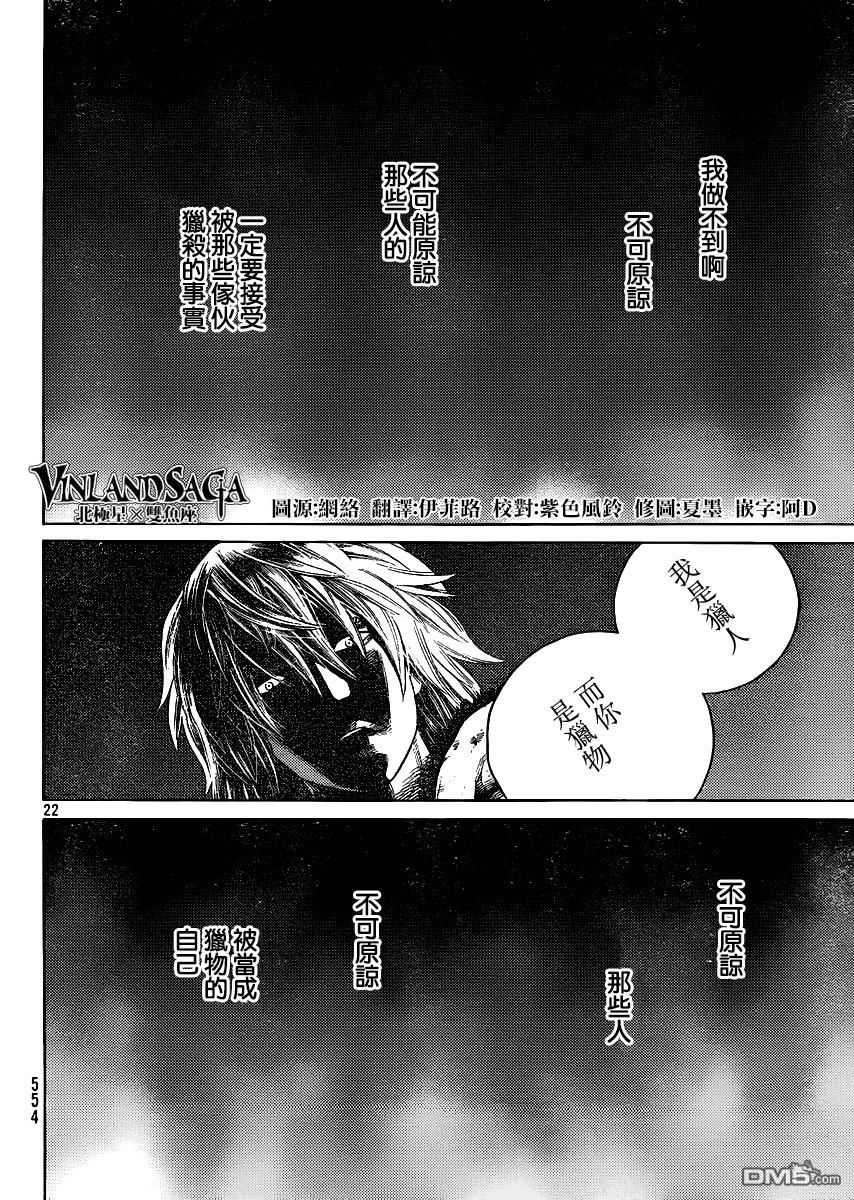 我做不到啊
不可原諒
不可能原諒
那些人的
一定要接受
被那些傢伙
獵殺的事實
VINLAND SAGA
北極星×雙魚座
圖源:網絡 翻譯:伊菲路 校對:紫色風鈴 修圖:夏墨 嵌字:阿D
我是獵人
而你
是獵物
22
不可原諒
那些人
不可原諒
被當成
獵物的
自己
554
DM5.com